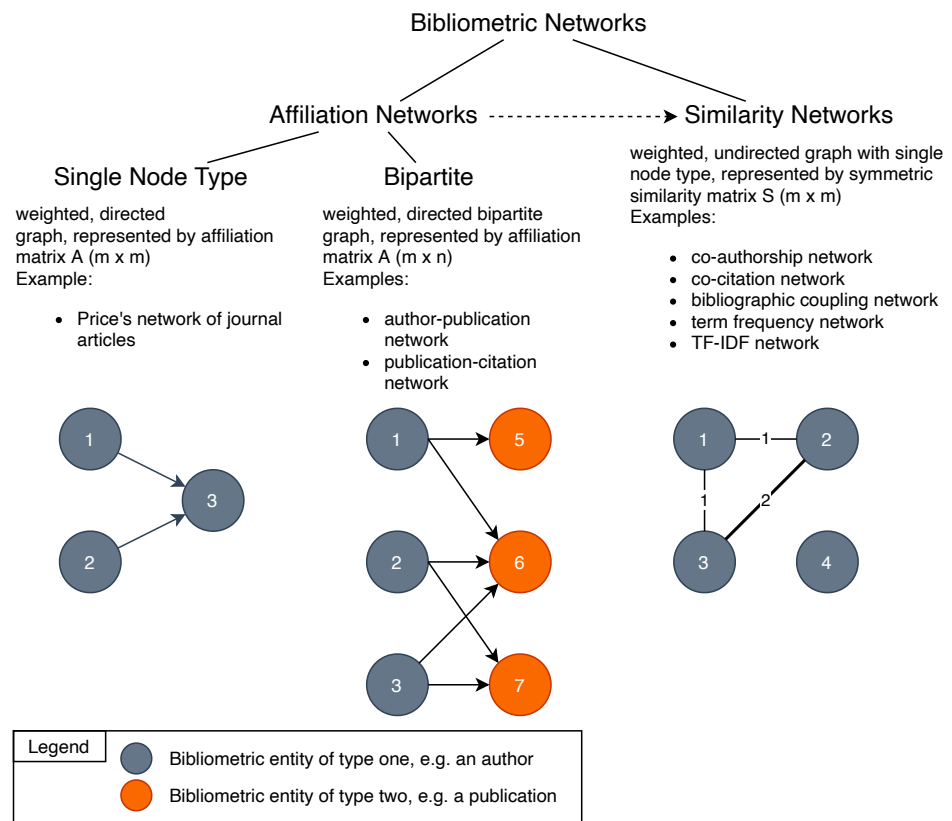 Bibliometric Networks
Affiliation Networks
Similarity Networks
Single Node Type
weighted, directed
graph, represented by affiliation
matrix A (m x m)
Example:
• Price's network of journal
articles
Bipartite
weighted, directed bipartite
graph, represented by affiliation
matrix A (m x n)
Examples:
• author-publication
network
• publication-citation
network
weighted, undirected graph with single
node type, represented by symmetric
similarity matrix S (m x m)
Examples:
• co-authorship network
• co-citation network
• bibliographic coupling network
• term frequency network
• TF-IDF network
1
2
3
1
5
2
6
3
7
1
1
2
1
2
3
4
Legend
Bibliometric entity of type one, e.g. an author
Bibliometric entity of type two, e.g. a publication